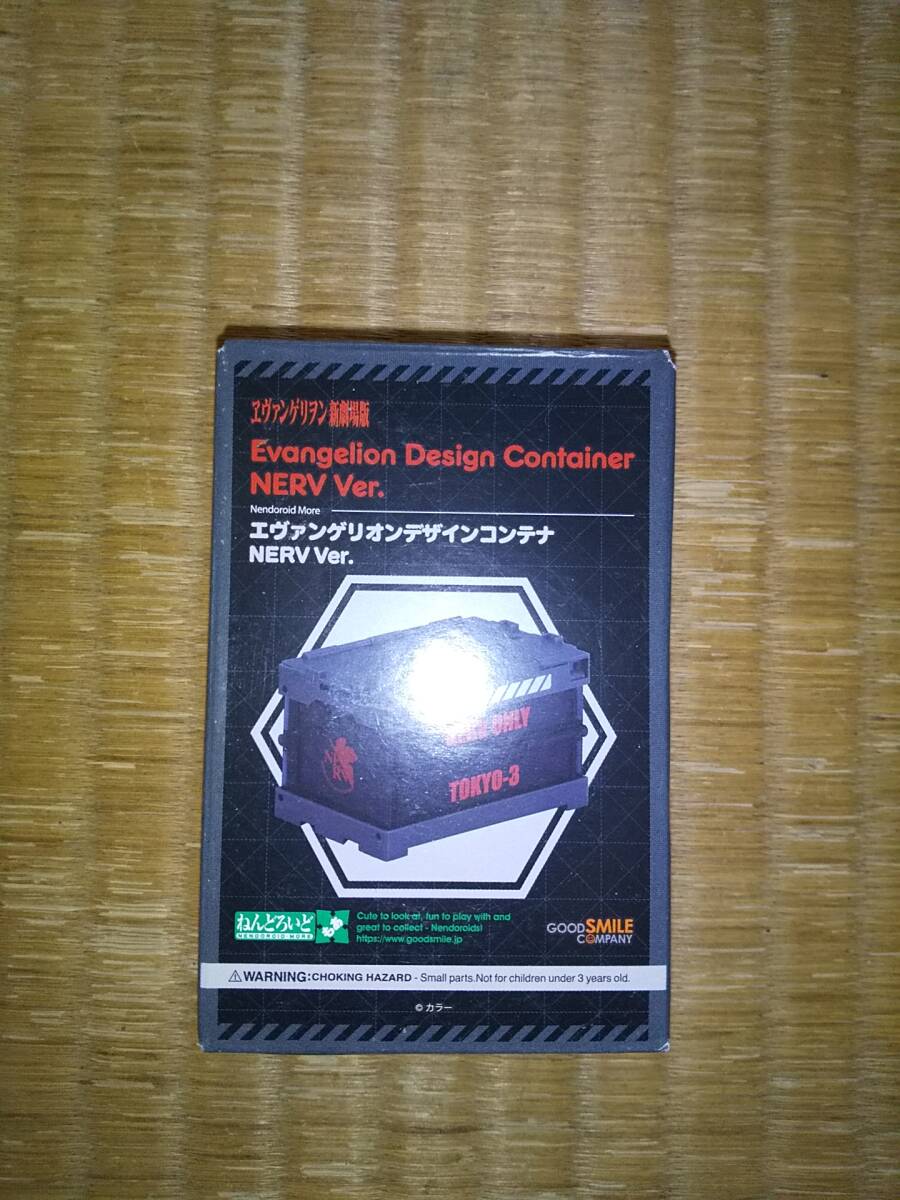 ヱヴァンゲリヲン新劇場版
Evangelion Design Container
NERV Ver.
Nendoroid More
エヴァンゲリオンデザインコンテナ
NERV Ver.
ONLY
TOKYO-3
ねんどろいど
NENDOROID MORE
Cute to look at, fun to play with and
great to collect - Nendoroids!
https://www.goodsmile.jp
GOOD SMILE
COMPANY
⚠WARNING:CHOKING HAZARD - Small parts.Not for children under 3 years old.
© カラー